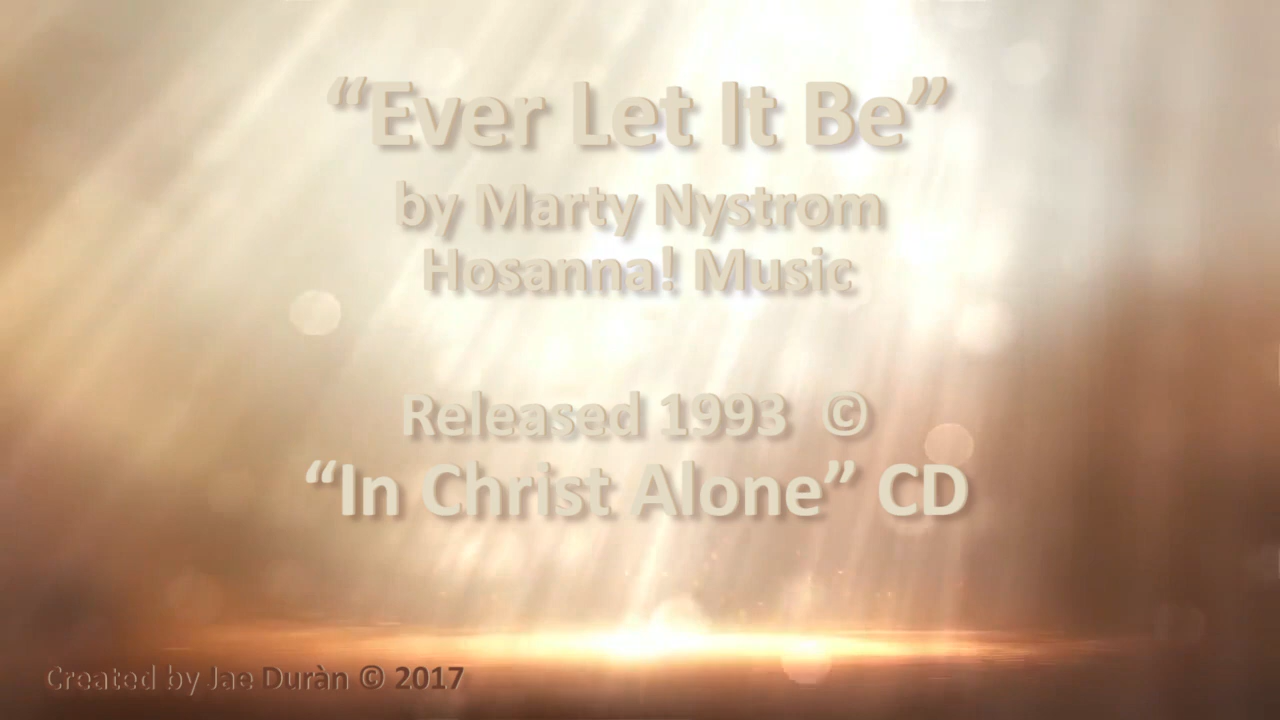 “Ever Let It Be”
by Marty Nystrom
Hosanna! Music
Released 1993 ©
“In Christ Alone” CD
Created by Jae Duràn © 2017